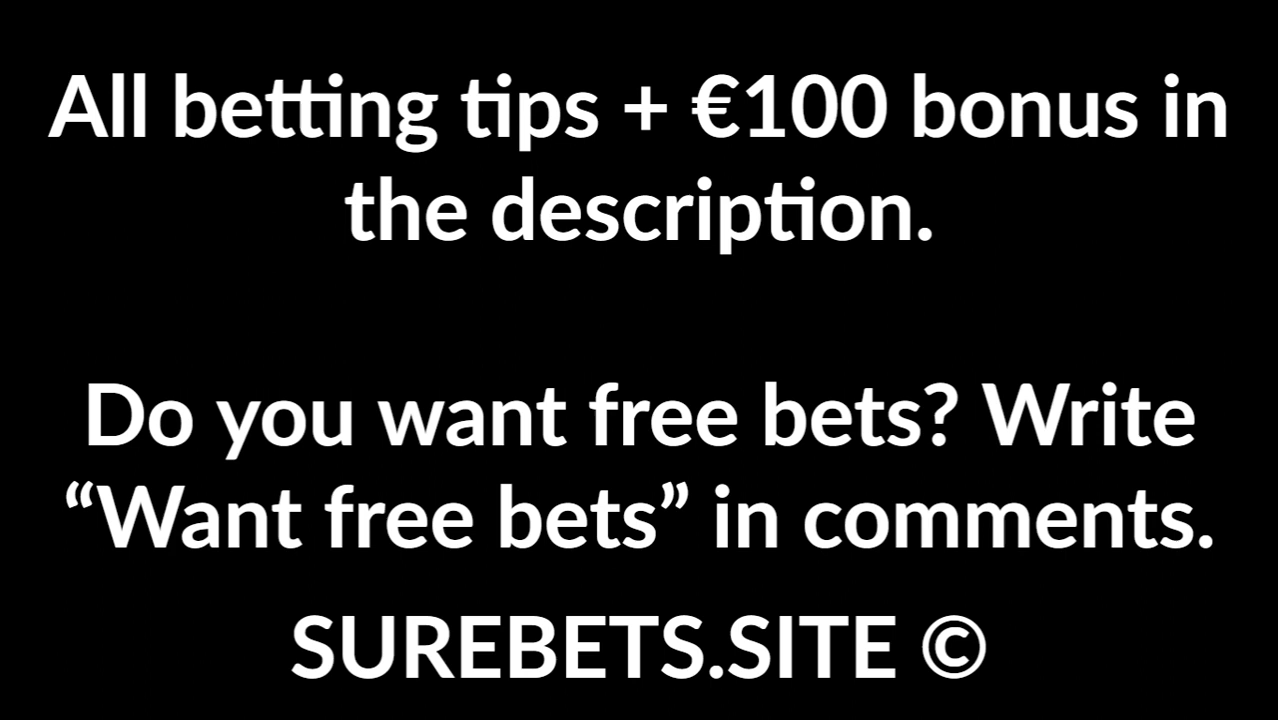 All betting tips + €100 bonus in
the description.
Do you want free bets? Write
“Want free bets” in comments.
SUREBETS.SITE ©